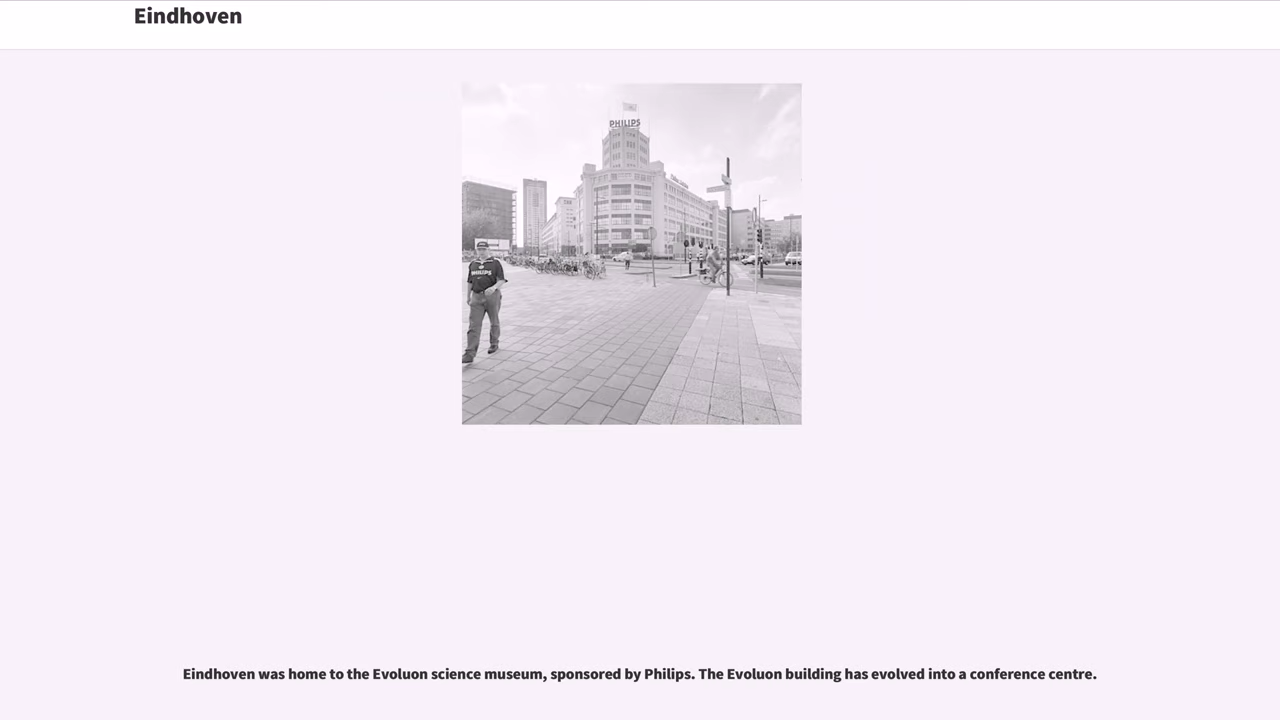 Eindhoven
PHILIPS
PHILIPS
Eindhoven was home to the Evoluon science museum, sponsored by Philips. The Evoluon building has evolved into a conference centre.